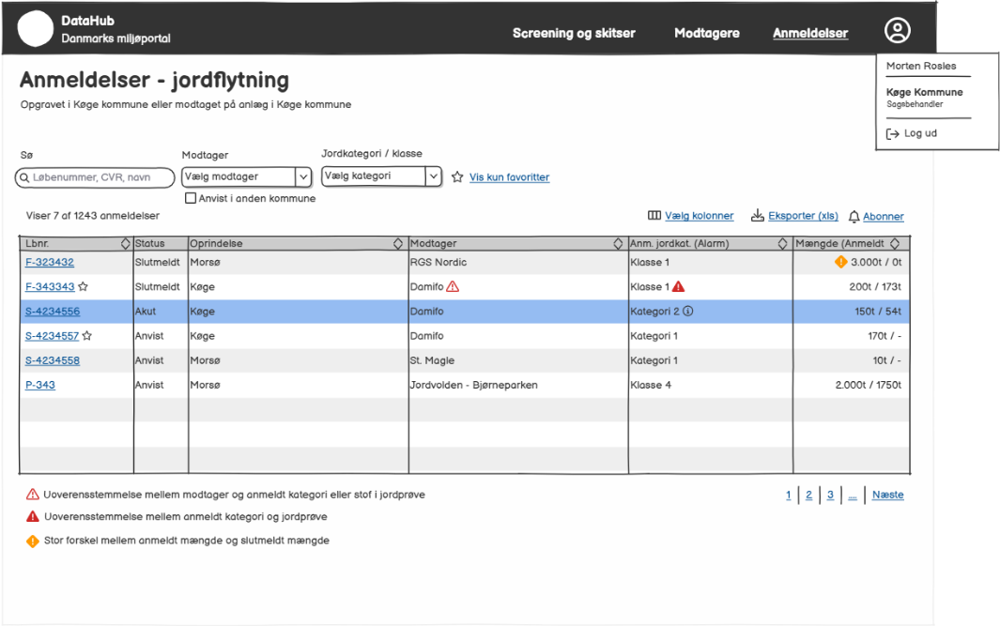 DataHub
Danmarks miljøportal
Screening og skitser Modtagere Anmeldelser
Morten Rosles
Køge Kommune
Sagsbehandler
Log ud
Anmeldelser - jordflytning
Opgravet i Køge kommune eller modtaget på anlæg i Køge kommune
Sø Modtager Jordkategori / klasse
Løbenummer, CVR, navn Vælg modtager Vælg kategori Vis kun favoritter
Anvist i anden kommune
Viser 7 af 1243 anmeldelser Vælg kolonner Eksporter (xls) Abonner
Lbnr. Status Oprindelse Modtager Anm. jordkat. (Alarm) Mængde (Anmeldt
F-323432 Slutmeldt Morsø RGS Nordic Klasse 1 3.000t / 0t
F-343343 Slutmeldt Køge Damifo Klasse 1 200t / 173t
S-4234556 Akut Køge Damifo Kategori 2 150t / 54t
S-4234557 Anvist Køge Damifo Kategori 1 170t / -
S-4234558 Anvist Morsø St. Magle Kategori 1 10t / -
P-343 Anvist Morsø Jordvolden - Bjørneparken Klasse 4 2.000t / 1750t
Uoverensstemmelse mellem modtager og anmeldt kategori eller stof i jordprøve
Uoverensstemmelse mellem anmeldt kategori og jordprøve
Stor forskel mellem anmeldt mængde og slutmeldt mængde
1 | 2 | 3 | ... | Næste